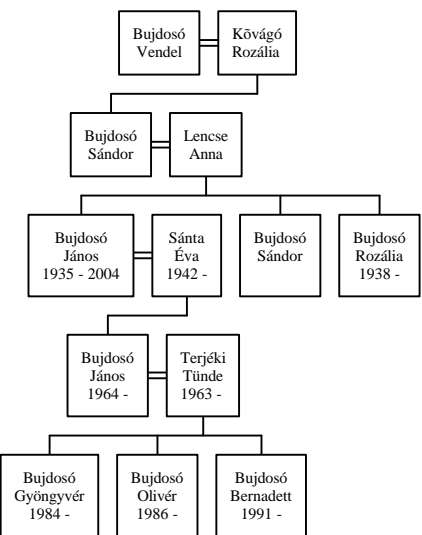 Bujdosó
Vendel
Kõvágó
Rozália
Bujdosó
Sándor
Lencse
Anna
Bujdosó
János
1935 - 2004
Sánta
Éva
1942 -
Bujdosó
Sándor
Bujdosó
Rozália
1938 -
Bujdosó
János
1964 -
Terjéki
Tünde
1963 -
Bujdosó
Gyöngyvér
1984 -
Bujdosó
Olivér
1986 -
Bujdosó
Bernadett
1991 -